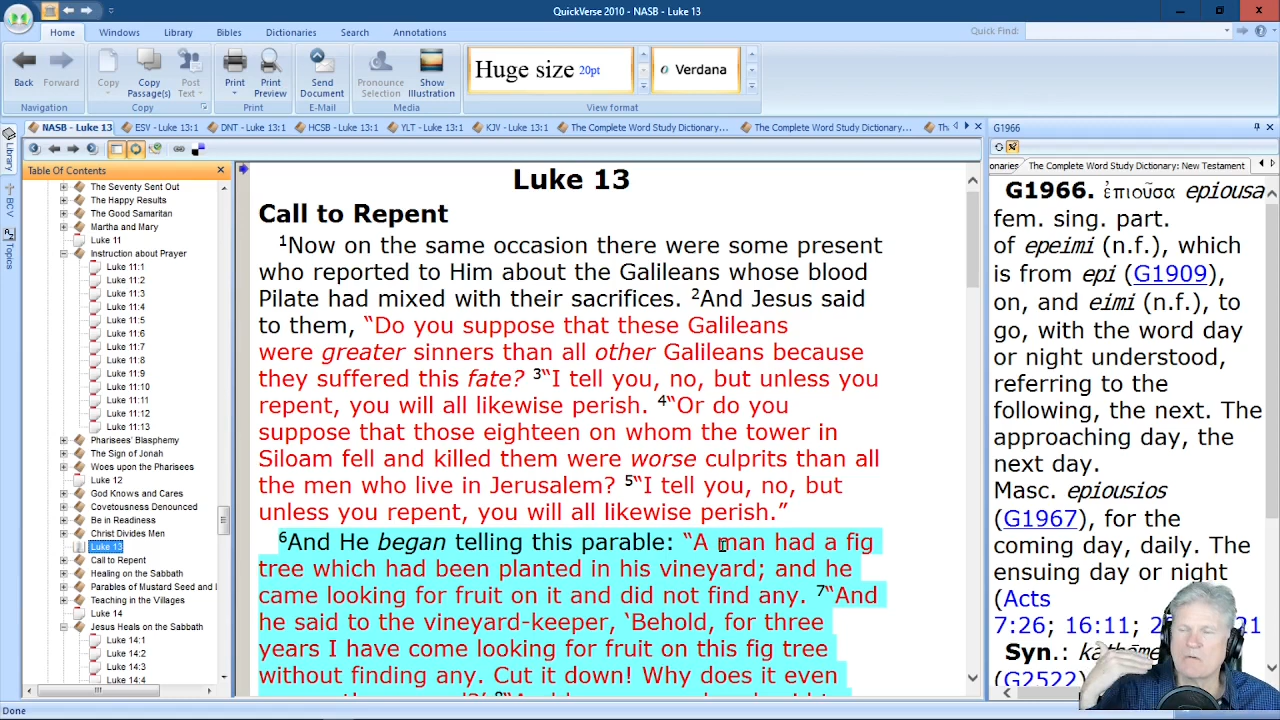 QuickVerse 2010 - NASB - Luke 13
Home Windows Library Bibles Dictionaries Search Annotations
Quick Find:
Back Forward
Navigation
Copy Copy Passage(s) Post Text
Copy
Print Print Preview
Print
Send Document
E-Mail
Pronounce Selection Show Illustration
Media
Huge size 20pt
Verdana
View format
NASB - Luke 13 ESV - Luke 13:1 DNT - Luke 13:1 HCSB - Luke 13:1 YLT - Luke 13:1 KJV - Luke 13:1 The Complete Word Study Dictionary... The Complete Word Study Dictionary... Th
Library
BCV
Topics
Table Of Contents
The Seventy Sent Out
The Happy Results
The Good Samaritan
Martha and Mary
Luke 11
Instruction about Prayer
Luke 11:1
Luke 11:2
Luke 11:3
Luke 11:4
Luke 11:5
Luke 11:6
Luke 11:7
Luke 11:8
Luke 11:9
Luke 11:10
Luke 11:11
Luke 11:12
Luke 11:13
Pharisees' Blasphemy
The Sign of Jonah
Woes upon the Pharisees
Luke 12
God Knows and Cares
Covetousness Denounced
Be in Readiness
Christ Divides Men
Luke 13
Call to Repent
Healing on the Sabbath
Parables of Mustard Seed and
Teaching in the Villages
Luke 14
Jesus Heals on the Sabbath
Luke 14:1
Luke 14:2
Luke 14:3
Luke 14:4
Luke 13
Call to Repent
1Now on the same occasion there were some present
who reported to Him about the Galileans whose blood
Pilate had mixed with their sacrifices. 2And Jesus said
to them, “Do you suppose that these Galileans
were greater sinners than all other Galileans because
they suffered this fate? 3“I tell you, no, but unless you
repent, you will all likewise perish. 4“Or do you
suppose that those eighteen on whom the tower in
Siloam fell and killed them were worse culprits than all
the men who live in Jerusalem? 5“I tell you, no, but
unless you repent, you will all likewise perish.”
6And He began telling this parable: “A man had a fig
tree which had been planted in his vineyard; and he
came looking for fruit on it and did not find any. 7“And
he said to the vineyard-keeper, ‘Behold, for three
years I have come looking for fruit on this fig tree
without finding any. Cut it down! Why does it even
G1966
onaries The Complete Word Study Dictionary: New Testament
G1966. ἐπιοῦσα epiousa
fem. sing. part.
of epeimi (n.f.), which
is from epi (G1909),
on, and eimi (n.f.), to
go, with the word day
or night understood,
referring to the
following, the next. The
approaching day, the
next day.
Masc. epiousios
(G1967), for the
coming day, daily. The
ensuing day or night
(Acts
7:26; 16:11; 2
21
Syn.:
(G2522)
Done